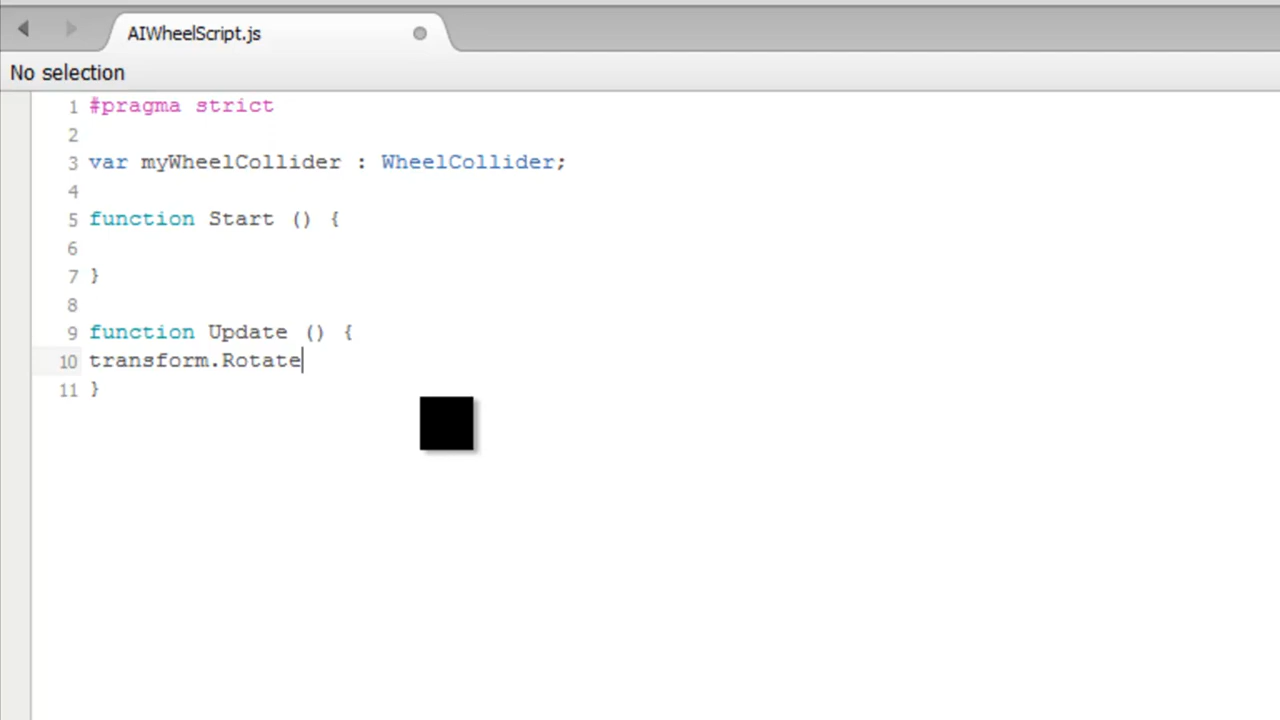 AIWheelScript.js
No selection
1 #pragma strict
2
3 var myWheelCollider : WheelCollider;
4
5 function Start () {
6
7 }
8
9 function Update () {
10 transform.Rotate
11 }